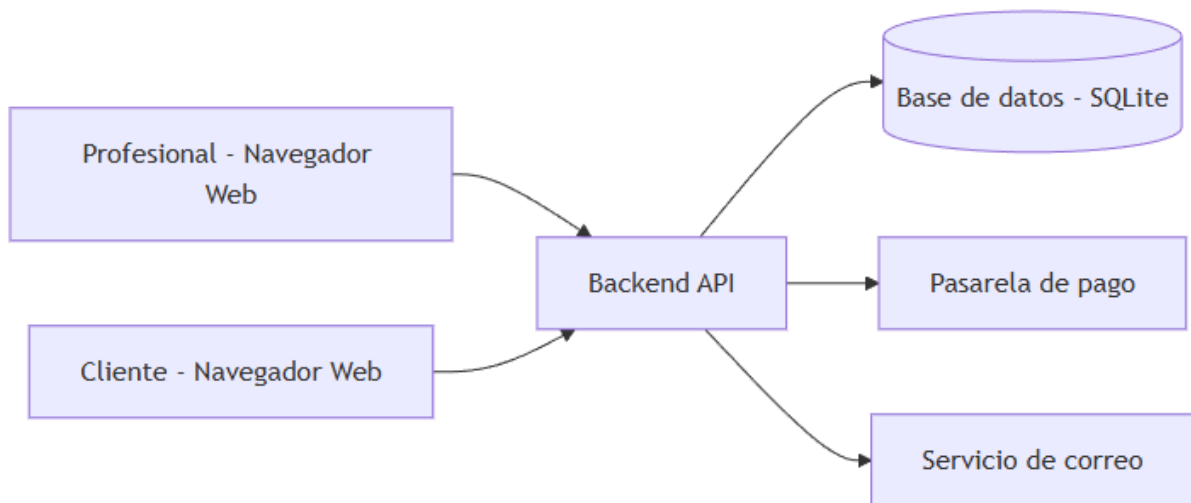 Profesional - Navegador
Web
Cliente - Navegador Web
Backend API
Base de datos - SQLite
Pasarela de pago
Servicio de correo